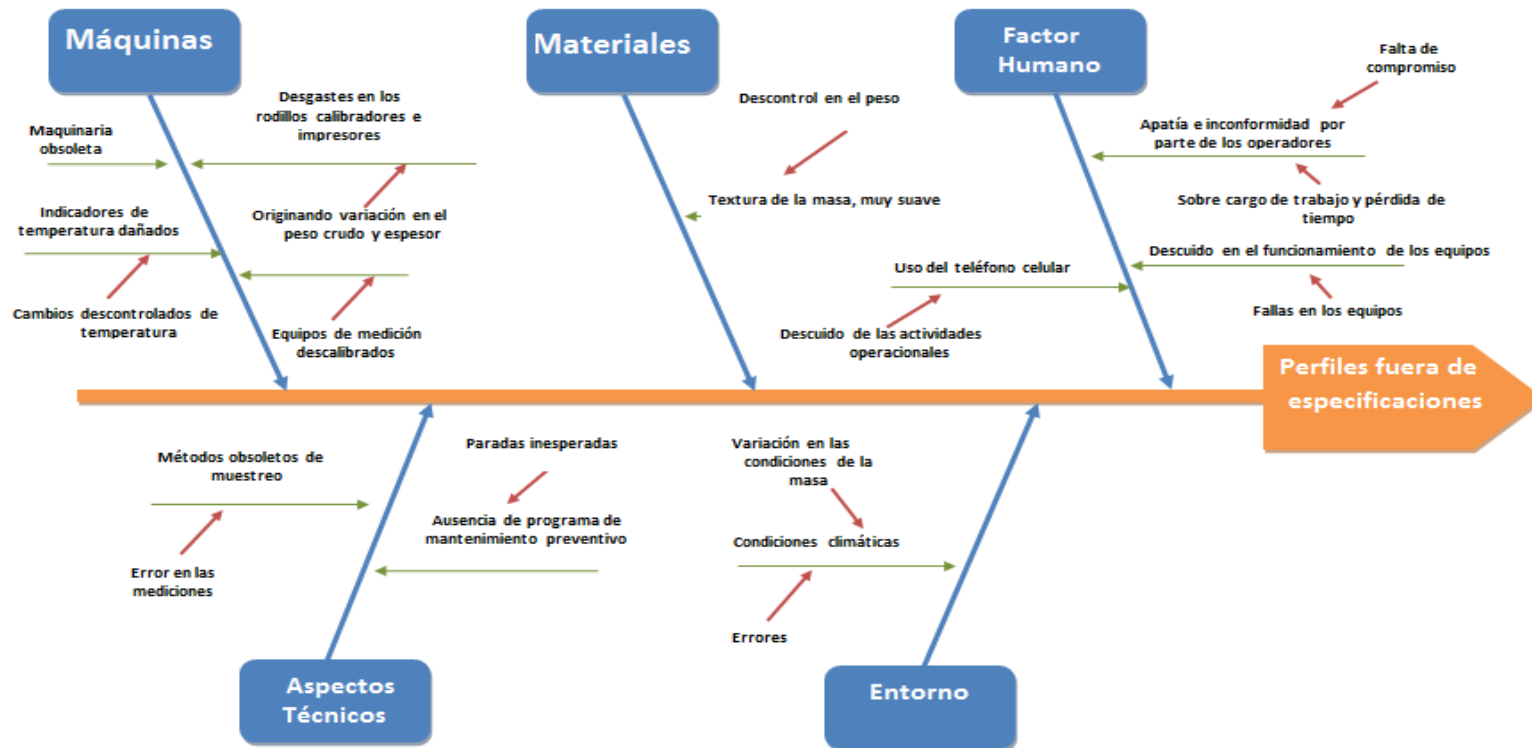 Máquinas
Materiales
Factor
Humano
Falta de
compromiso
Desgastes en los
rodillos calibradores e
impresores
Descontrol en el peso
Maquinaria
obsoleta
Apatía e inconformidad por
parte de los operadores
Indicadores de
temperatura dañados
Originando variación en el
peso crudo y espesor
Textura de la masa, muy suave
Sobre cargo de trabajo y pérdida de
tiempo
Descuido en el funcionamiento de los equipos
Uso del teléfono celular
Cambios descontrolados de
temperatura
Equipos de medición
descalibrados
Descuido de las actividades
operacionales
Fallas en los equipos
Perfiles fuera de
especificaciones
Métodos obsoletos de
muestreo
Paradas inesperadas
Variación en las
condiciones de la
masa
Ausencia de programa de
mantenimiento preventivo
Condiciones climáticas
Error en las
mediciones
Errores
Aspectos
Técnicos
Entorno